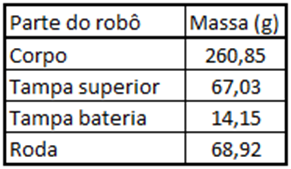 Parte do robô Massa (g)
Corpo 260,85
Tampa superior 67,03
Tampa bateria 14,15
Roda 68,92